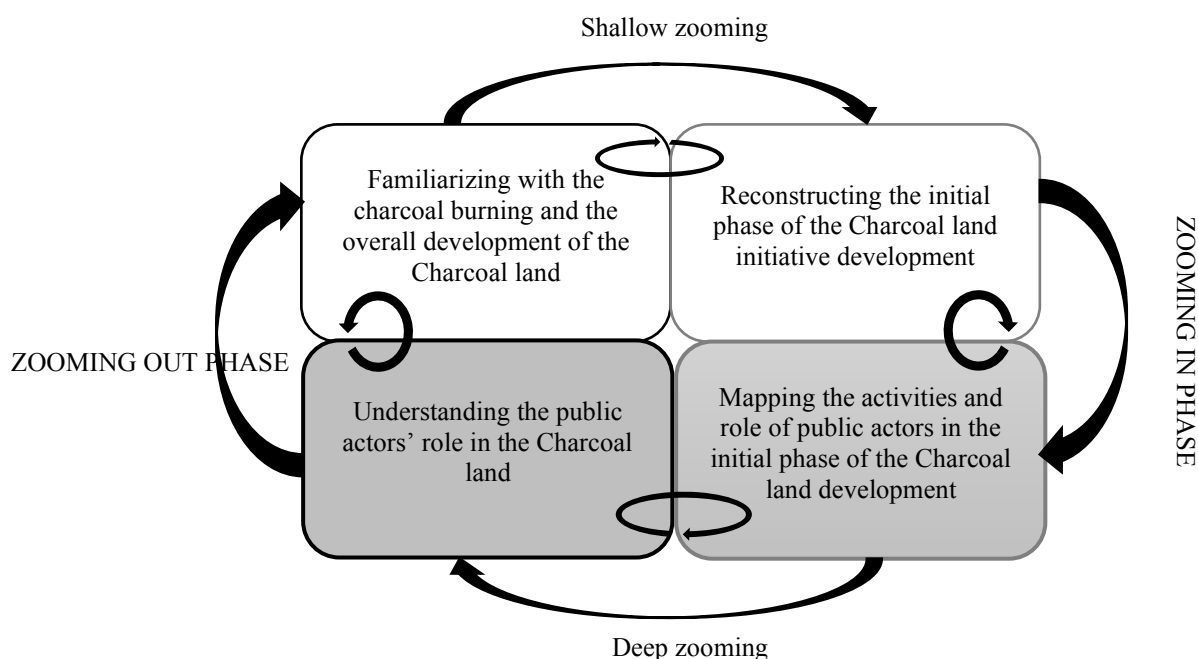 Shallow zooming
Familiarizing with the
charcoal burning and the
overall development of the
Charcoal land
Reconstructing the initial
phase of the Charcoal land
initiative development
ZOOMING IN PHASE
ZOOMING OUT PHASE
Understanding the public
actors’ role in the Charcoal
land
Mapping the activities and
role of public actors in the
initial phase of the Charcoal
land development
Deep zooming